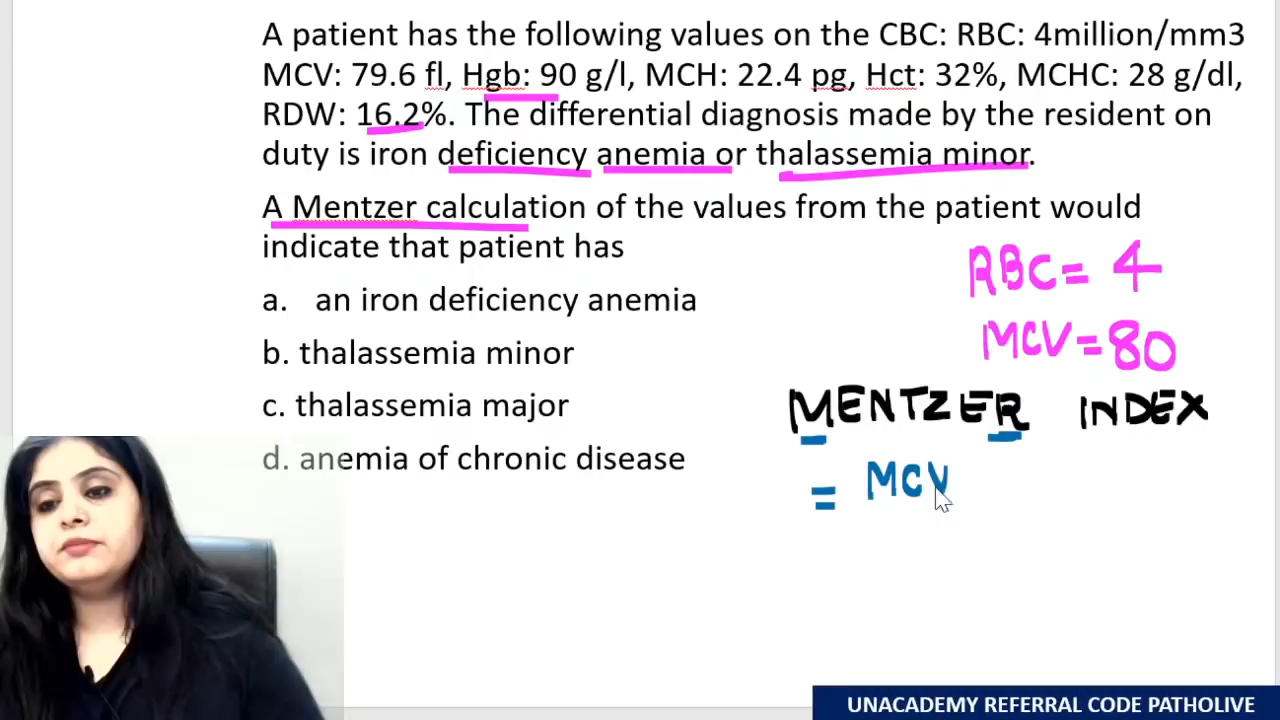 A patient has the following values on the CBC: RBC: 4million/mm3
MCV: 79.6 fl, Hgb: 90 g/l, MCH: 22.4 pg, Hct: 32%, MCHC: 28 g/dl,
RDW: 16.2%. The differential diagnosis made by the resident on
duty is iron deficiency anemia or thalassemia minor.
A Mentzer calculation of the values from the patient would
indicate that patient has
a. an iron deficiency anemia
b. thalassemia minor
c. thalassemia major
d. anemia of chronic disease
RBC = 4
MCV = 80
MENTZER INDEX
= MCV
UNACADEMY REFERRAL CODE PATHOLIVE